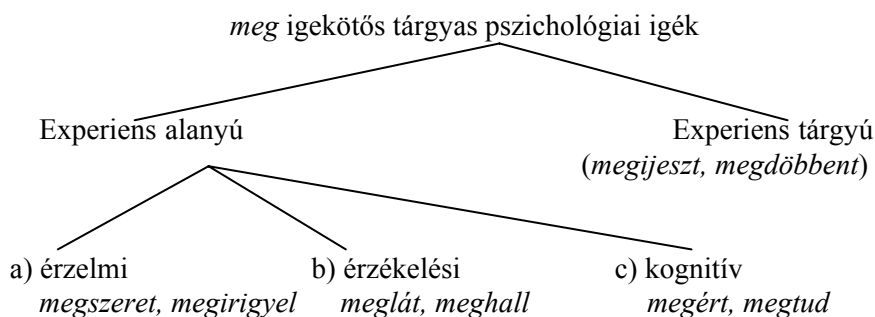 meg igekötős tárgyas pszichológiai igék
Experiens alanyú
Experiens tárgyú
(megijeszt, megdöbbent)
a) érzelmi
megszeret, megirigyel
b) érzékelési
meglát, meghall
c) kognitív
megért, megtud